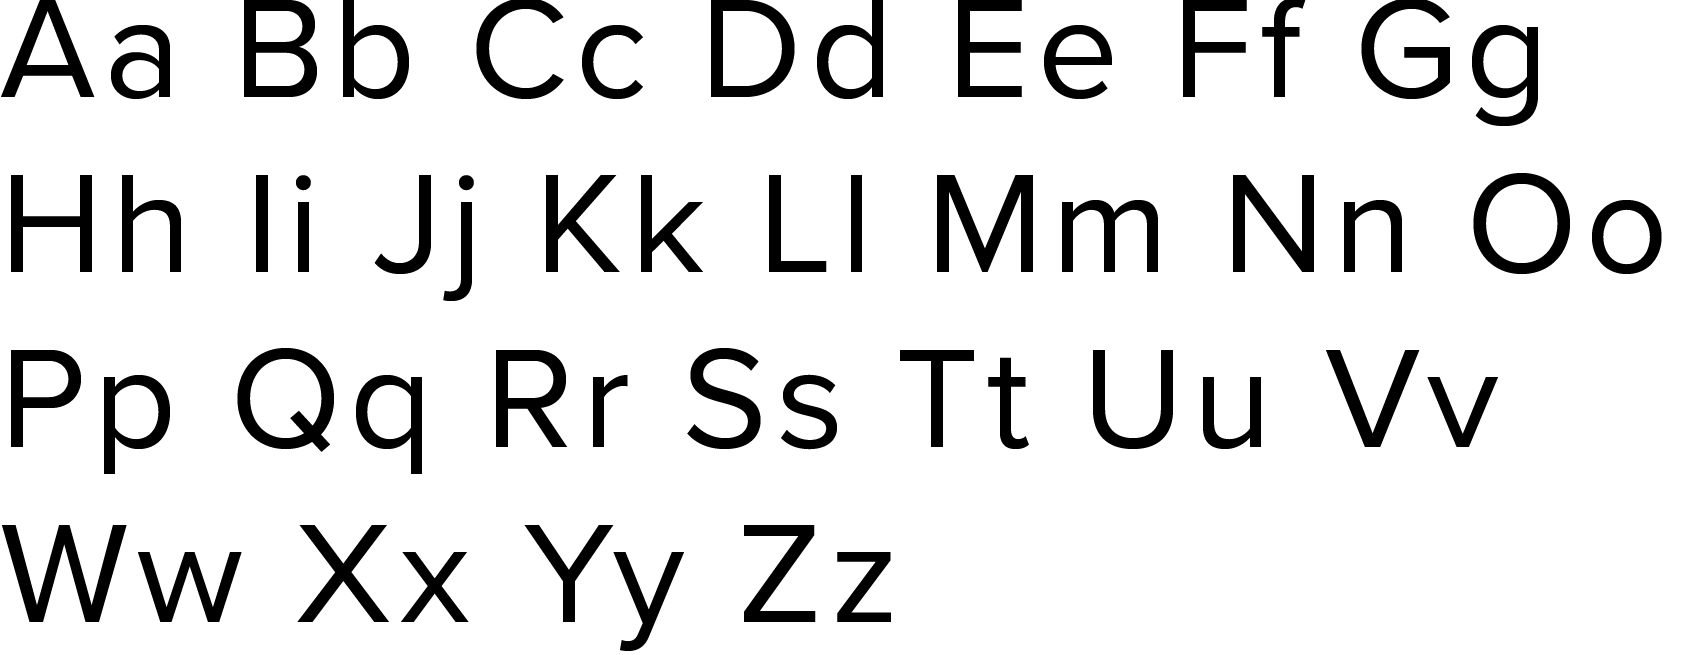 Aa Bb Cc Dd Ee Ff Gg
Hh Ii Jj Kk Ll Mm Nn Oo
Pp Qq Rr Ss Tt Uu Vv
Ww Xx Yy Zz